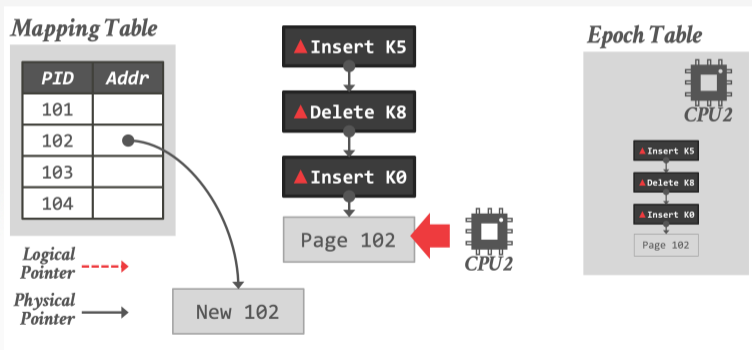 Mapping Table
PID Addr
101
102
103
104
Logical
Pointer
Physical
Pointer
▲Insert K5
▲Delete K8
▲Insert K0
Page 102
CPU2
New 102
Epoch Table
CPU2
▲Insert K5
▲Delete K8
▲Insert K0
Page 102